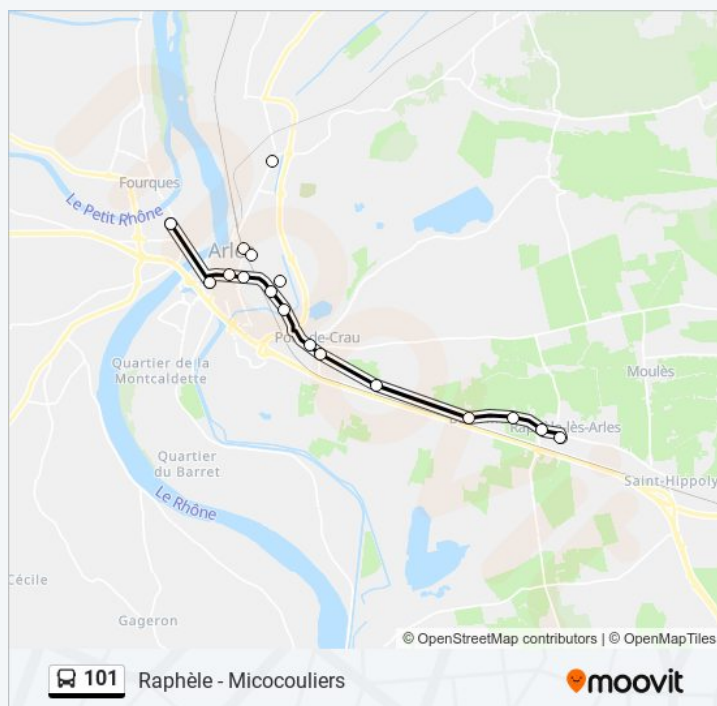 Fourques
Le Petit Rhône
Arle
Pont-de-Crau
Quartier de la
Montcaldette
Moulès
Raphèle-lès-Arles
Quartier
du Barret
Saint-Hippoly
Le Rhône
Cécile
Gageron
© OpenStreetMap contributors | © OpenMapTiles
101 Raphèle - Micocouliers moovit